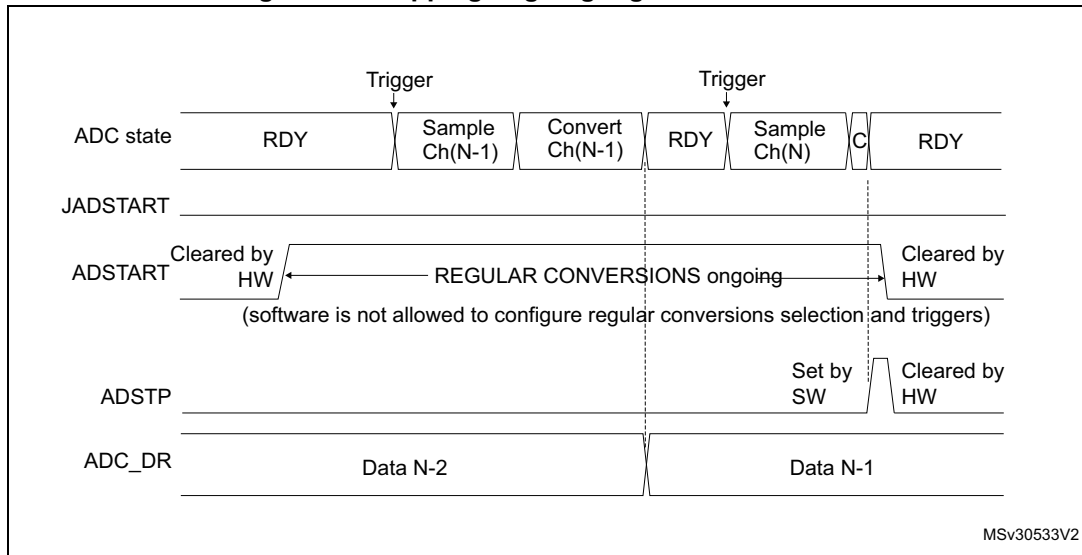 Trigger Trigger
ADC state RDY Sample Ch(N-1) Convert Ch(N-1) RDY Sample Ch(N) C RDY
JADSTART
ADSTART Cleared by HW REGULAR CONVERSIONS ongoing Cleared by HW
(software is not allowed to configure regular conversions selection and triggers)
ADSTP Set by SW Cleared by HW
ADC_DR Data N-2 Data N-1
MSv30533V2